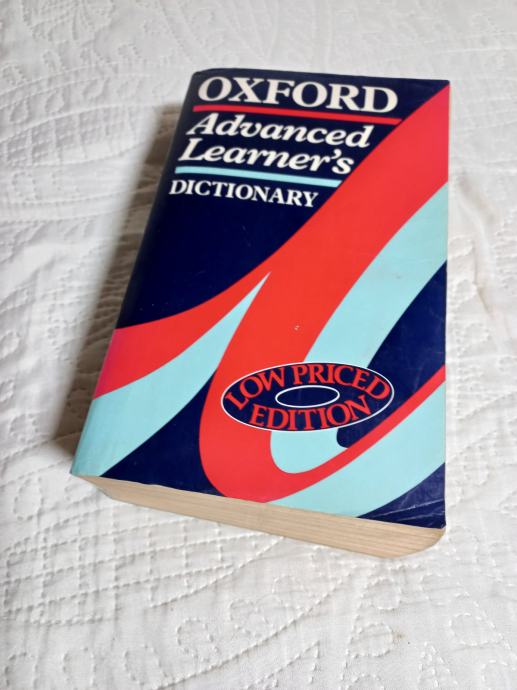 OXFORD
Advanced
Learner's
DICTIONARY
LOW PRICED
EDITION